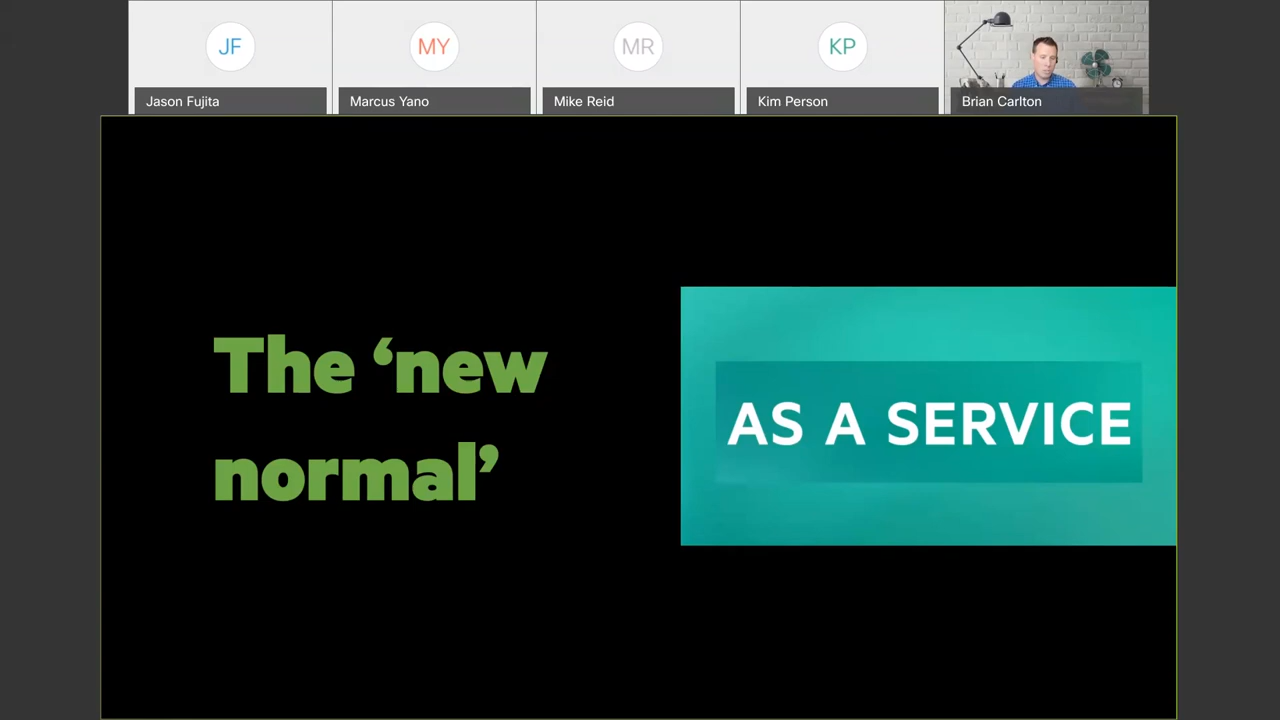 JF
MY
MR
KP
Jason Fujita
Marcus Yano
Mike Reid
Kim Person
Brian Carlton
The ‘new
normal’
AS A SERVICE